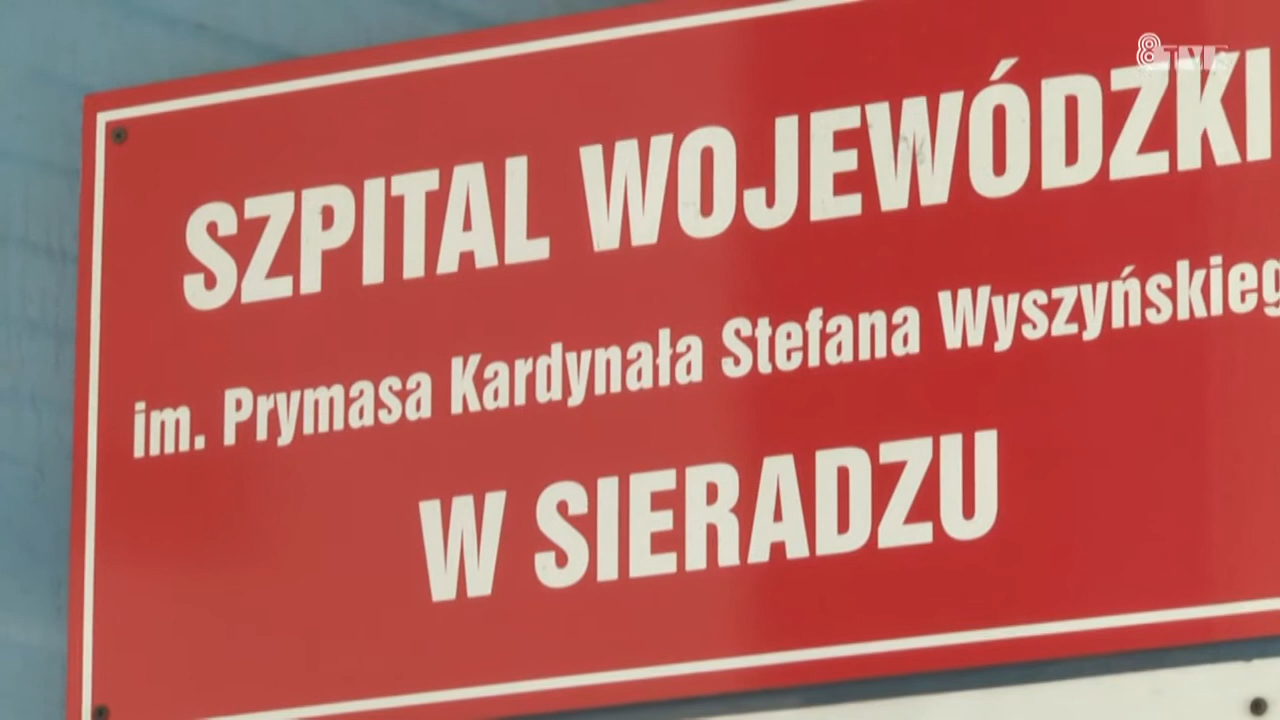 SZPITAL WOJEWÓDZKI
im. Prymasa Kardynała Stefana Wyszyńskieg
W SIERADZU